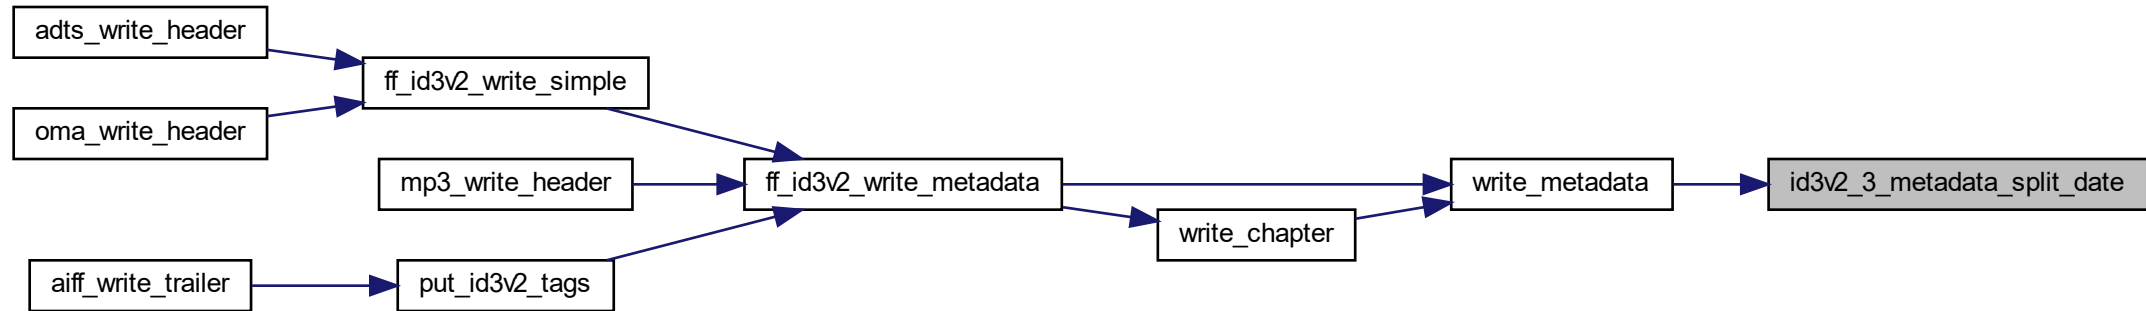 adts_write_header
ff_id3v2_write_simple
oma_write_header
mp3_write_header
ff_id3v2_write_metadata
write_metadata
id3v2_3_metadata_split_date
write_chapter
aiff_write_trailer
put_id3v2_tags